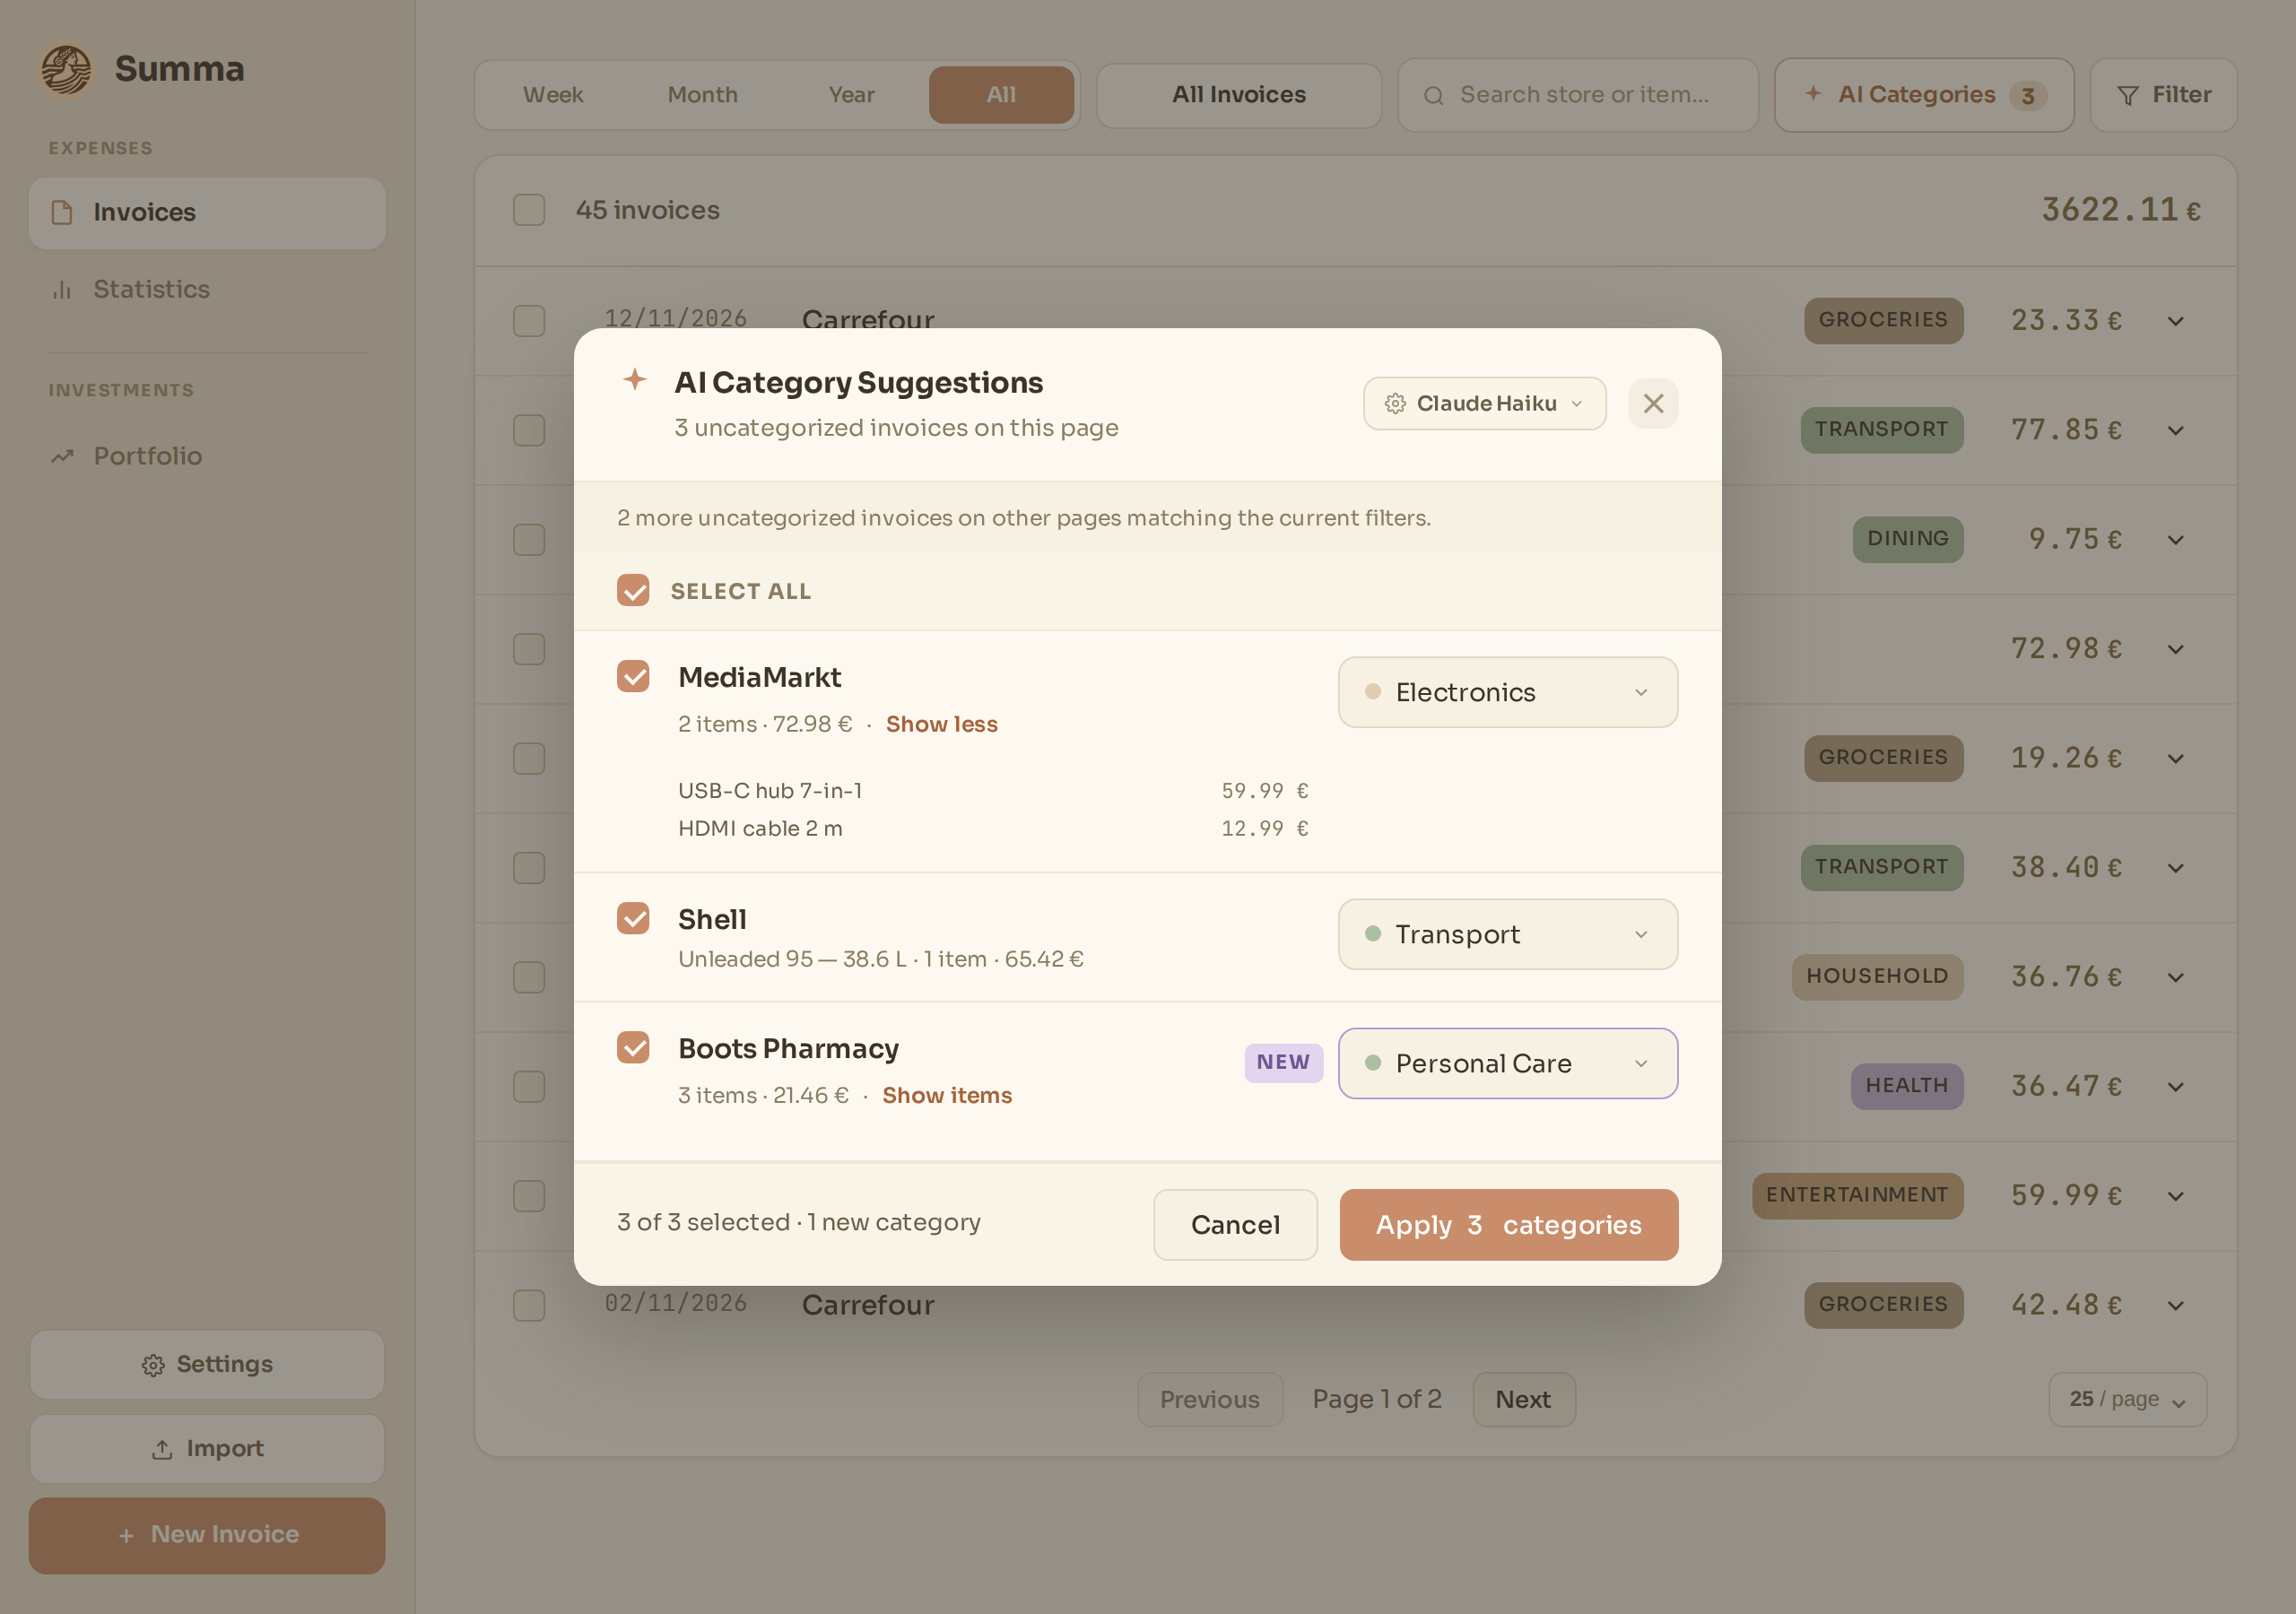 Summa
EXPENSES
Invoices
Statistics
INVESTMENTS
Portfolio
Settings
Import
+ New Invoice
Week Month Year All All Invoices Search store or item... AI Categories 3 Filter
45 invoices 3622.11 €
12/11/2026 Carrefour GROCERIES 23.33 €
TRANSPORT 77.85 €
DINING 9.75 €
72.98 €
GROCERIES 19.26 €
TRANSPORT 38.40 €
HOUSEHOLD 36.76 €
HEALTH 36.47 €
ENTERTAINMENT 59.99 €
02/11/2026 Carrefour GROCERIES 42.48 €
Previous Page 1 of 2 Next 25 / page
AI Category Suggestions
3 uncategorized invoices on this page
Claude Haiku
2 more uncategorized invoices on other pages matching the current filters.
SELECT ALL
MediaMarkt Electronics
2 items · 72.98 € · Show less
USB-C hub 7-in-1 59.99 €
HDMI cable 2 m 12.99 €
Shell Transport
Unleaded 95 — 38.6 L · 1 item · 65.42 €
Boots Pharmacy NEW Personal Care
3 items · 21.46 € · Show items
3 of 3 selected · 1 new category Cancel Apply 3 categories